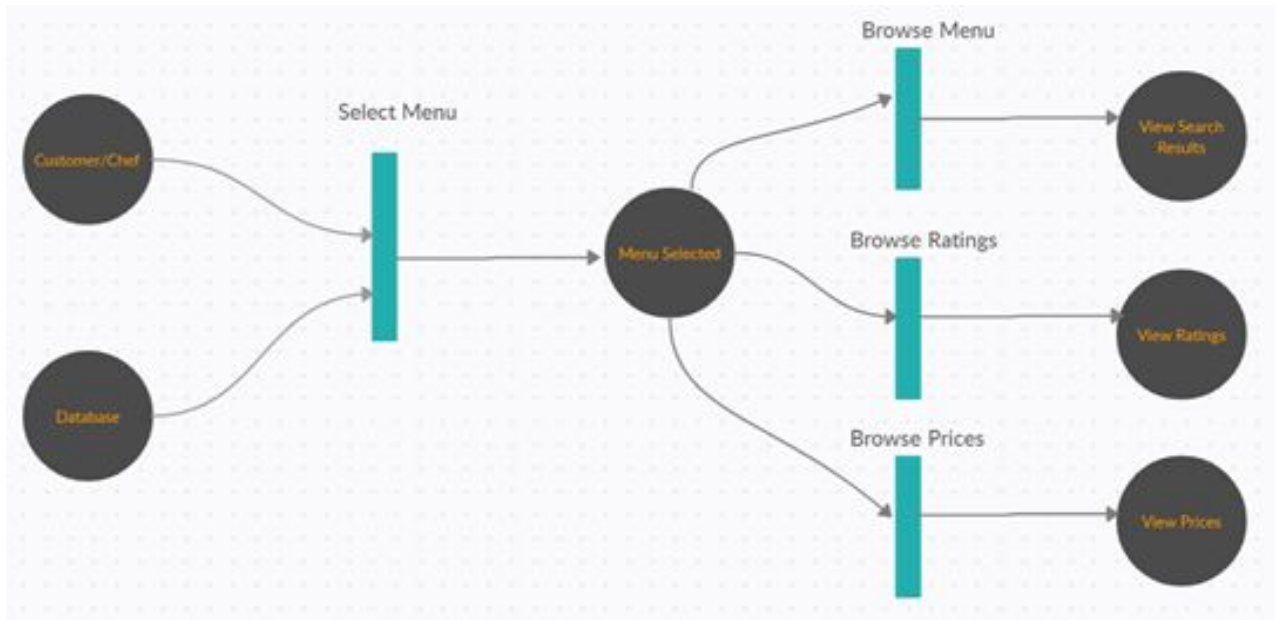 Browse Menu
Select Menu
Customer/Chef
View Search
Results
Menu Selected
Browse Ratings
View Ratings
Database
Browse Prices
View Prices